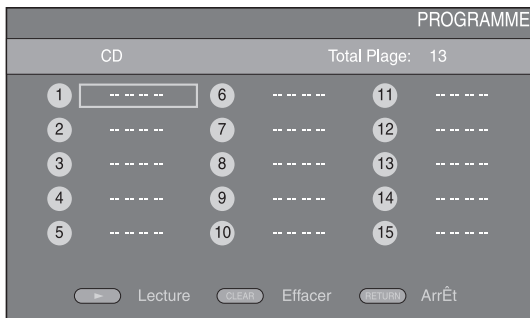 PROGRAMME
CD Total Plage: 13
1 -- -- -- -- 6 -- -- -- -- 11 -- -- -- --
2 -- -- -- -- 7 -- -- -- -- 12 -- -- -- --
3 -- -- -- -- 8 -- -- -- -- 13 -- -- -- --
4 -- -- -- -- 9 -- -- -- -- 14 -- -- -- --
5 -- -- -- -- 10 -- -- -- -- 15 -- -- -- --
Lecture CLEAR Effacer RETURN ArrÊt